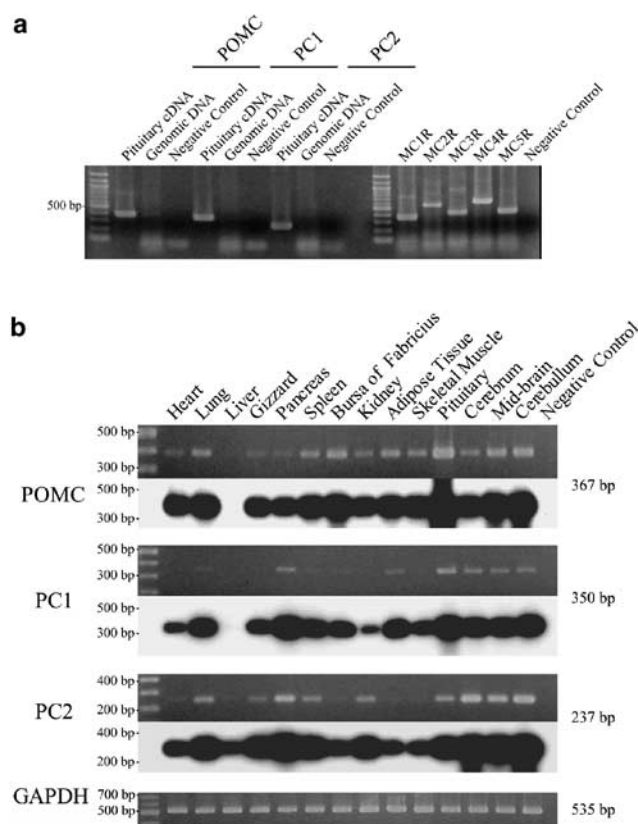 a
POMC PC1 PC2
Pituitary cDNA
Genomic DNA
Negative Control
Pituitary cDNA
Genomic DNA
Negative Control
Pituitary cDNA
Genomic DNA
Negative Control
MC1R
MC2R
MC3R
MC4R
MC5R
Negative Control
500 bp
b
Heart
Lung
Liver
Gizzard
Pancreas
Spleen
Bursa of Fabricius
Kidney
Adipose Tissue
Skeletal Muscle
Pituitary
Cerebrum
Mid-brain
Cerebullum
Negative Control
500 bp
300 bp
POMC
500 bp
300 bp
367 bp
500 bp
300 bp
PC1
500 bp
300 bp
350 bp
400 bp
200 bp
PC2
400 bp
200 bp
237 bp
GAPDH
700 bp
500 bp
535 bp